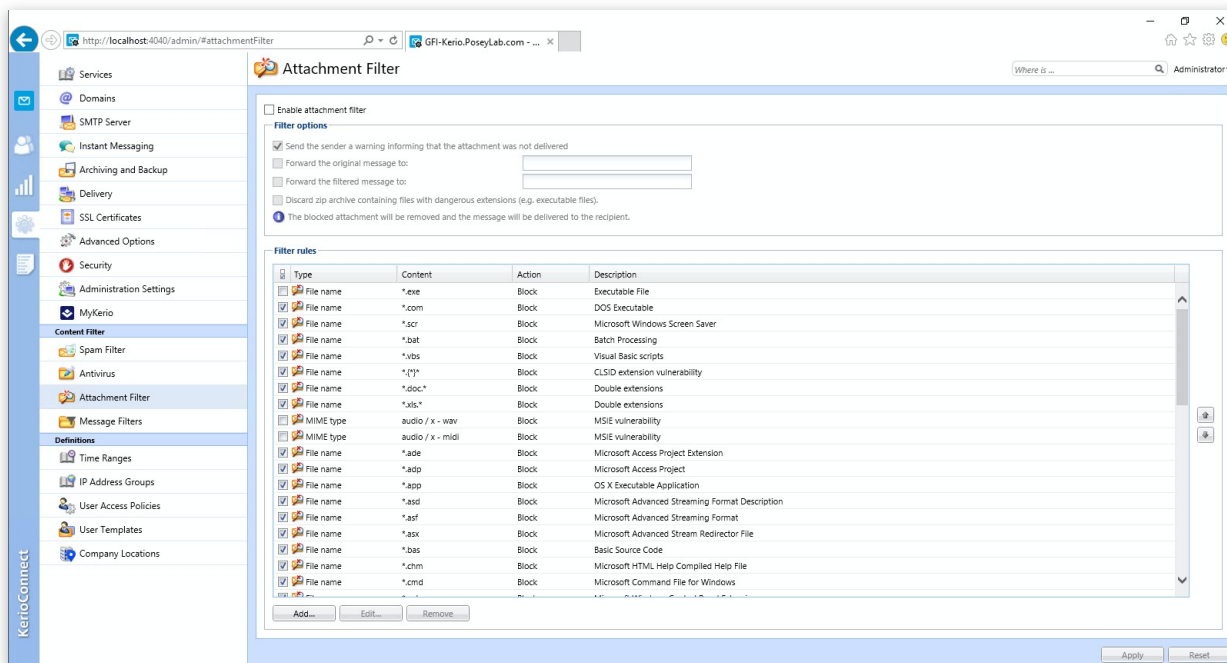 http://localhost:4040/admin/#attachmentFilter
GFI-Kerio.PoseyLab.com - ...
Services
Domains
SMTP Server
Instant Messaging
Archiving and Backup
Delivery
SSL Certificates
Advanced Options
Security
Administration Settings
MyKerio
Content Filter
Spam Filter
Antivirus
Attachment Filter
Message Filters
Definitions
Time Ranges
IP Address Groups
User Access Policies
User Templates
Company Locations
KerioConnect
Attachment Filter
Where is ...
Administrator
Enable attachment filter
Filter options
Send the sender a warning informing that the attachment was not delivered
Forward the original message to:
Forward the filtered message to:
Discard zip archive containing files with dangerous extensions (e.g. executable files).
The blocked attachment will be removed and the message will be delivered to the recipient.
Filter rules
Type Content Action Description
File name *.exe Block Executable File
File name *.com Block DOS Executable
File name *.scr Block Microsoft Windows Screen Saver
File name *.bat Block Batch Processing
File name *.vbs Block Visual Basic scripts
File name *.{*}* Block CLSID extension vulnerability
File name *.doc.* Block Double extensions
File name *.xls.* Block Double extensions
MIME type audio / x - wav Block MSIE vulnerability
MIME type audio / x - midi Block MSIE vulnerability
File name *.ade Block Microsoft Access Project Extension
File name *.adp Block Microsoft Access Project
File name *.app Block OS X Executable Application
File name *.asd Block Microsoft Advanced Streaming Format Description
File name *.asf Block Microsoft Advanced Streaming Format
File name *.asx Block Microsoft Advanced Stream Redirector File
File name *.bas Block Basic Source Code
File name *.chm Block Microsoft HTML Help Compiled Help File
File name *.cmd Block Microsoft Command File for Windows
Add... Edit... Remove
Apply Reset